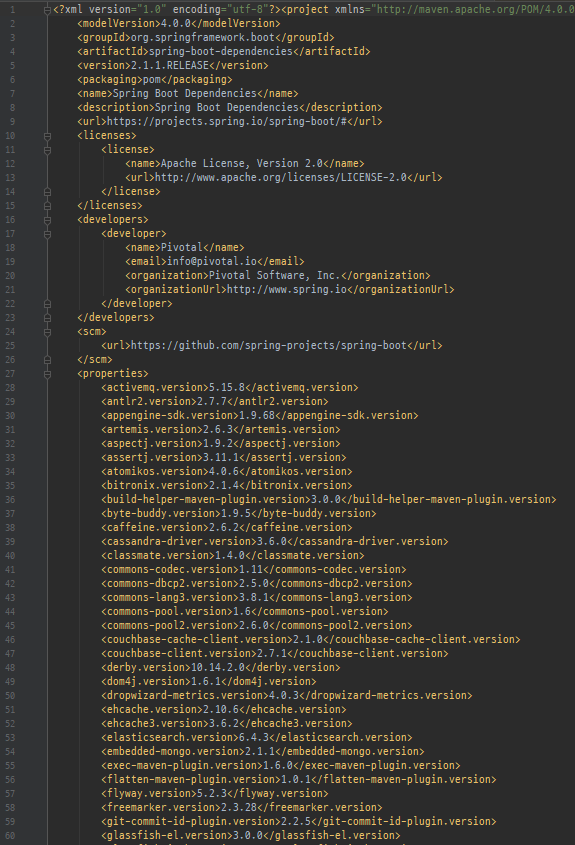 1 <?xml version="1.0" encoding="utf-8"?><project xmlns="http://maven.apache.org/POM/4.0.0
2 <modelVersion>4.0.0</modelVersion>
3 <groupId>org.springframework.boot</groupId>
4 <artifactId>spring-boot-dependencies</artifactId>
5 <version>2.1.1.RELEASE</version>
6 <packaging>pom</packaging>
7 <name>Spring Boot Dependencies</name>
8 <description>Spring Boot Dependencies</description>
9 <url>https://projects.spring.io/spring-boot/#</url>
10 <licenses>
11 <license>
12 <name>Apache License, Version 2.0</name>
13 <url>http://www.apache.org/licenses/LICENSE-2.0</url>
14 </license>
15 </licenses>
16 <developers>
17 <developer>
18 <name>Pivotal</name>
19 <email>info@pivotal.io</email>
20 <organization>Pivotal Software, Inc.</organization>
21 <organizationUrl>http://www.spring.io</organizationUrl>
22 </developer>
23 </developers>
24 <scm>
25 <url>https://github.com/spring-projects/spring-boot</url>
26 </scm>
27 <properties>
28 <activemq.version>5.15.8</activemq.version>
29 <antlr2.version>2.7.7</antlr2.version>
30 <appengine-sdk.version>1.9.68</appengine-sdk.version>
31 <artemis.version>2.6.3</artemis.version>
32 <aspectj.version>1.9.2</aspectj.version>
33 <assertj.version>3.11.1</assertj.version>
34 <atomikos.version>4.0.6</atomikos.version>
35 <bitronix.version>2.1.4</bitronix.version>
36 <build-helper-maven-plugin.version>3.0.0</build-helper-maven-plugin.version>
37 <byte-buddy.version>1.9.5</byte-buddy.version>
38 <caffeine.version>2.6.2</caffeine.version>
39 <cassandra-driver.version>3.6.0</cassandra-driver.version>
40 <classmate.version>1.4.0</classmate.version>
41 <commons-codec.version>1.11</commons-codec.version>
42 <commons-dbcp2.version>2.5.0</commons-dbcp2.version>
43 <commons-lang3.version>3.8.1</commons-lang3.version>
44 <commons-pool.version>1.6</commons-pool.version>
45 <commons-pool2.version>2.6.0</commons-pool2.version>
46 <couchbase-cache-client.version>2.1.0</couchbase-cache-client.version>
47 <couchbase-client.version>2.7.1</couchbase-client.version>
48 <derby.version>10.14.2.0</derby.version>
49 <dom4j.version>1.6.1</dom4j.version>
50 <dropwizard-metrics.version>4.0.3</dropwizard-metrics.version>
51 <ehcache.version>2.10.6</ehcache.version>
52 <ehcache3.version>3.6.2</ehcache3.version>
53 <elasticsearch.version>6.4.3</elasticsearch.version>
54 <embedded-mongo.version>2.1.1</embedded-mongo.version>
55 <exec-maven-plugin.version>1.6.0</exec-maven-plugin.version>
56 <flatten-maven-plugin.version>1.0.1</flatten-maven-plugin.version>
57 <flyway.version>5.2.3</flyway.version>
58 <freemarker.version>2.3.28</freemarker.version>
59 <git-commit-id-plugin.version>2.2.5</git-commit-id-plugin.version>
60 <glassfish-el.version>3.0.0</glassfish-el.version>